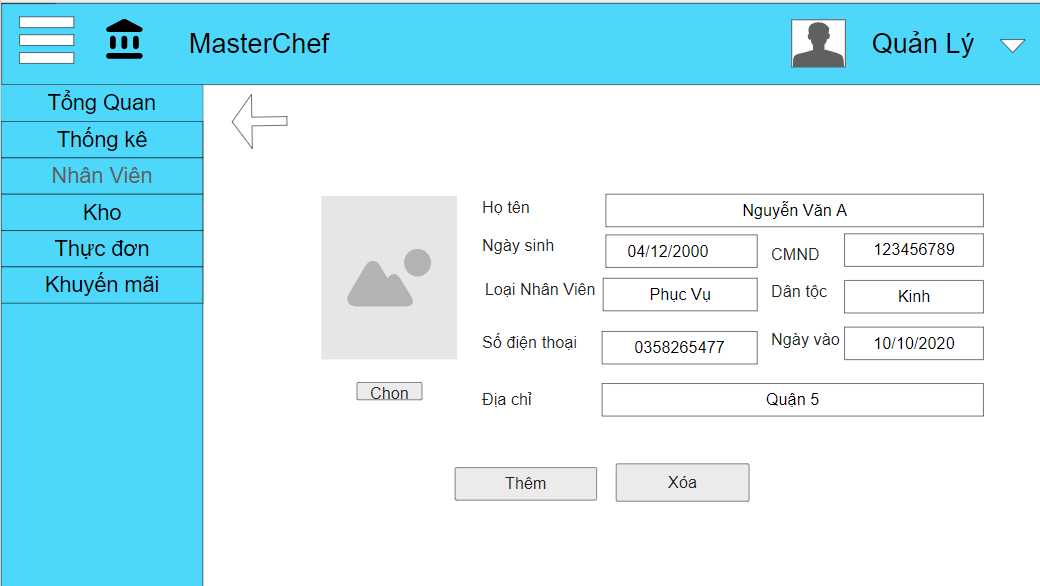 MasterChef
Quản Lý
Tổng Quan
Thống kê
Nhân Viên
Kho
Thực đơn
Khuyến mãi
Họ tên
Nguyễn Văn A
Ngày sinh
04/12/2000
CMND
123456789
Loại Nhân Viên
Phục Vụ
Dân tộc
Kinh
Số điện thoại
0358265477
Ngày vào
10/10/2020
Chọn
Địa chỉ
Quận 5
Thêm
Xóa